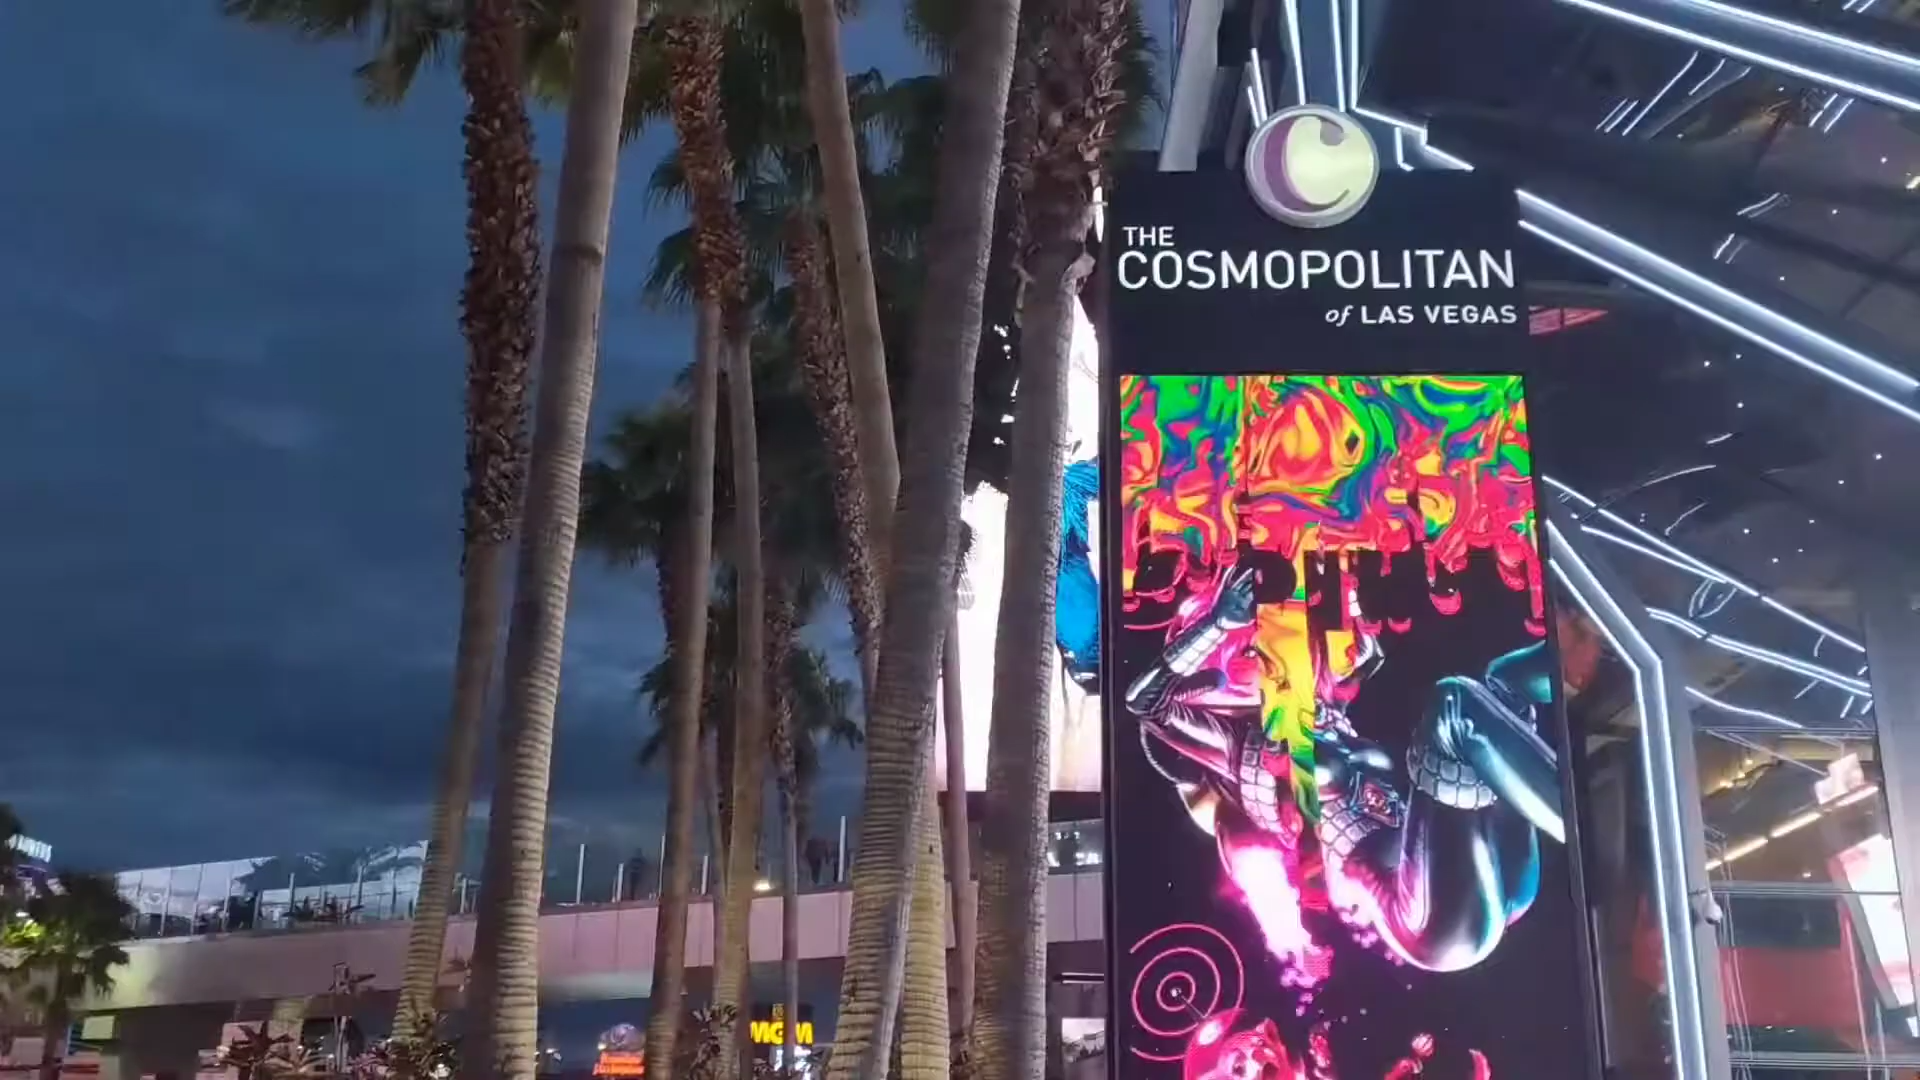 C
THE
COSMOPOLITAN
of LAS VEGAS
MGM